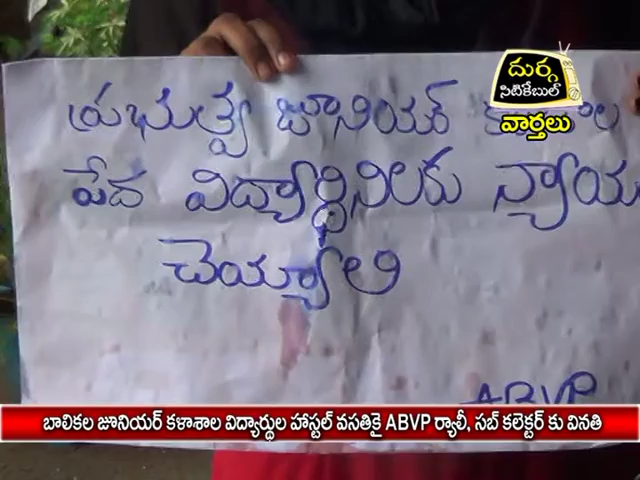 దుర్గ
సిటికేబుల్
వార్తలు
ప్రభుత్వ జూనియర్
పేద విద్యార్థినిలకు న్యాయ
చెయ్యాలి
ABVP
బాలికల జూనియర్ కళాశాల విద్యార్థుల హాస్టల్ వసతికై ABVP ర్యాలీ, సబ్ కలెక్టర్ కు వినతి